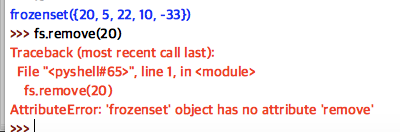 frozenset({20, 5, 22, 10, -33})
>>> fs.remove(20)
Traceback (most recent call last):
  File "<pyshell#65>", line 1, in <module>
    fs.remove(20)
AttributeError: 'frozenset' object has no attribute 'remove'
>>>